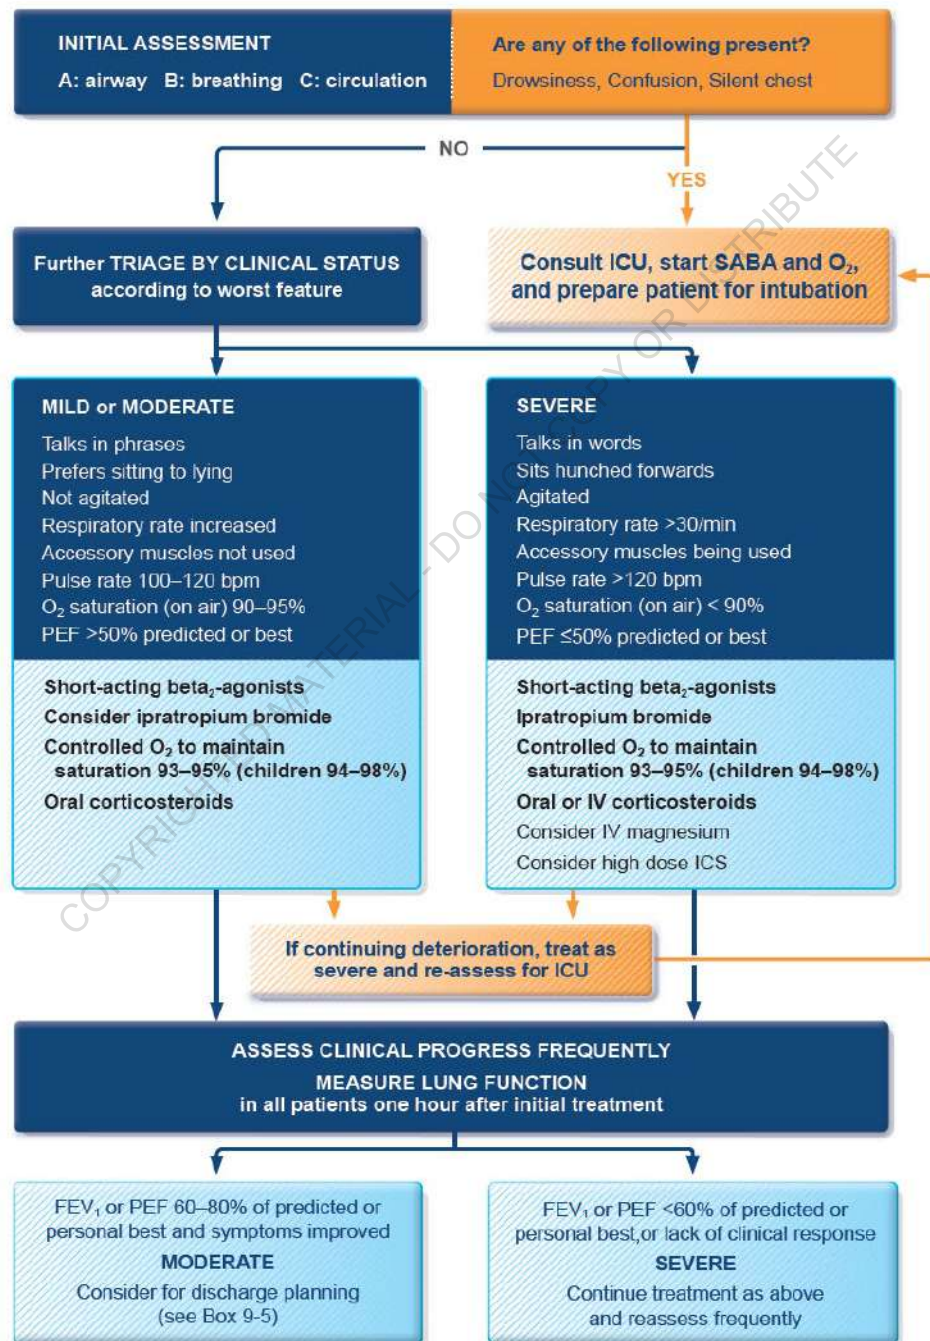 INITIAL ASSESSMENT
A: airway B: breathing C: circulation
Are any of the following present?
Drowsiness, Confusion, Silent chest
NO
YES
Further TRIAGE BY CLINICAL STATUS
according to worst feature
Consult ICU, start SABA and O₂,
and prepare patient for intubation
MILD or MODERATE
Talks in phrases
Prefers sitting to lying
Not agitated
Respiratory rate increased
Accessory muscles not used
Pulse rate 100–120 bpm
O₂ saturation (on air) 90–95%
PEF >50% predicted or best
Short-acting beta₂-agonists
Consider ipratropium bromide
Controlled O₂ to maintain
saturation 93–95% (children 94–98%)
Oral corticosteroids
SEVERE
Talks in words
Sits hunched forwards
Agitated
Respiratory rate >30/min
Accessory muscles being used
Pulse rate >120 bpm
O₂ saturation (on air) < 90%
PEF ≤50% predicted or best
Short-acting beta₂-agonists
Ipratropium bromide
Controlled O₂ to maintain
saturation 93–95% (children 94–98%)
Oral or IV corticosteroids
Consider IV magnesium
Consider high dose ICS
If continuing deterioration, treat as
severe and re-assess for ICU
ASSESS CLINICAL PROGRESS FREQUENTLY
MEASURE LUNG FUNCTION
in all patients one hour after initial treatment
FEV₁ or PEF 60–80% of predicted or
personal best and symptoms improved
MODERATE
Consider for discharge planning
(see Box 9-5)
FEV₁ or PEF <60% of predicted or
personal best,or lack of clinical response
SEVERE
Continue treatment as above
and reassess frequently
COPYRIGHTED MATERIAL - DO NOT COPY OR DISTRIBUTE